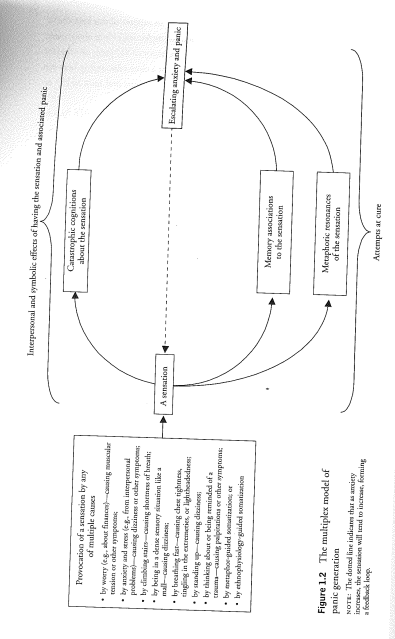 Interpersonal and symbolic effects of having the sensation and associated panic
Provocation of a sensation by any
of multiple causes
• by worry (e.g., about finances)—causing muscular
tension or other symptoms;
• by anxiety and stress (e.g., from interpersonal
problems)—causing dizziness or other symptoms;
• by climbing stairs—causing shortness of breath;
• by being in a dense sensory situation like a
mall—causing dizziness;
• by breathing fast—causing chest tightness,
tingling in the extremeties, or lightheadedness;
• by standing up—causing dizziness;
• by thinking about or being reminded of a
trauma—causing palpitations or other symptoms;
• by metaphor-guided somatization; or
• by ethnophysiology-guided somatization
A sensation
Catastrophic cognitions
about the sensation
Memory associations
to the sensation
Metaphoric resonances
of the sensation
Escalating anxiety and panic
Attempts at cure
Figure 1.2 The multiplex model of
panic generation
NOTE: The dotted line indicates that as anxiety
increases, the sensation will tend to increase, forming
a feedback loop.